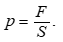 p = F/S.